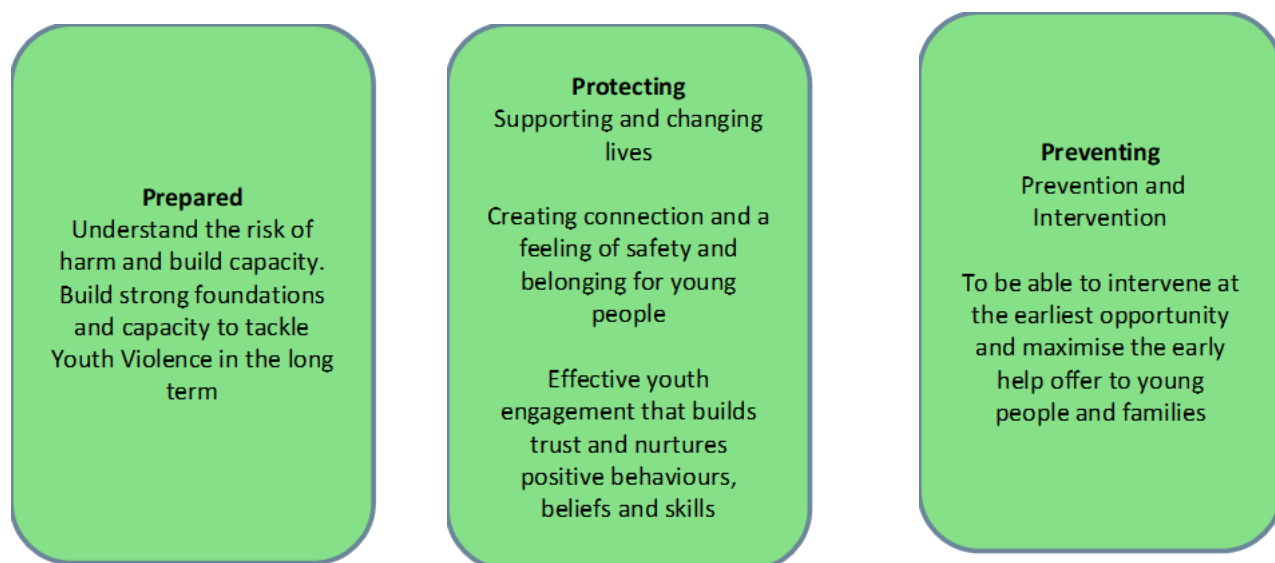 Prepared
Understand the risk of
harm and build capacity.
Build strong foundations
and capacity to tackle
Youth Violence in the long
term
Protecting
Supporting and changing
lives
Creating connection and a
feeling of safety and
belonging for young
people
Effective youth
engagement that builds
trust and nurtures
positive behaviours,
beliefs and skills
Preventing
Prevention and
Intervention
To be able to intervene at
the earliest opportunity
and maximise the early
help offer to young
people and families